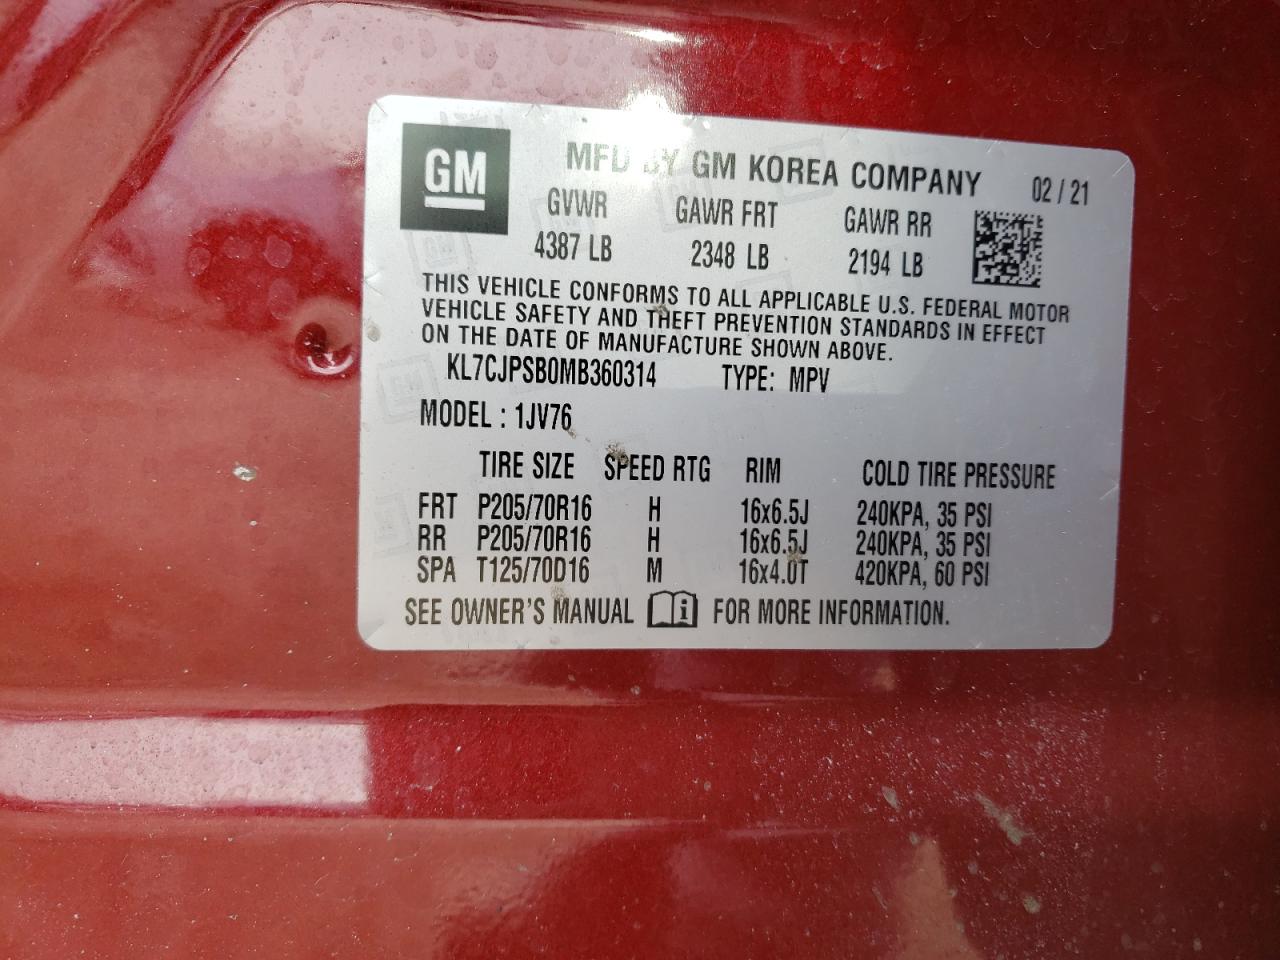 GM
MFD BY GM KOREA COMPANY 02 / 21
GVWR GAWR FRT GAWR RR
4387 LB 2348 LB 2194 LB
THIS VEHICLE CONFORMS TO ALL APPLICABLE U.S. FEDERAL MOTOR
VEHICLE SAFETY AND THEFT PREVENTION STANDARDS IN EFFECT
ON THE DATE OF MANUFACTURE SHOWN ABOVE.
KL7CJPSB0MB360314 TYPE: MPV
MODEL : 1JV76
TIRE SIZE SPEED RTG RIM COLD TIRE PRESSURE
FRT P205/70R16 H 16x6.5J 240KPA, 35 PSI
RR P205/70R16 H 16x6.5J 240KPA, 35 PSI
SPA T125/70D16 M 16x4.0T 420KPA, 60 PSI
SEE OWNER'S MANUAL i FOR MORE INFORMATION.